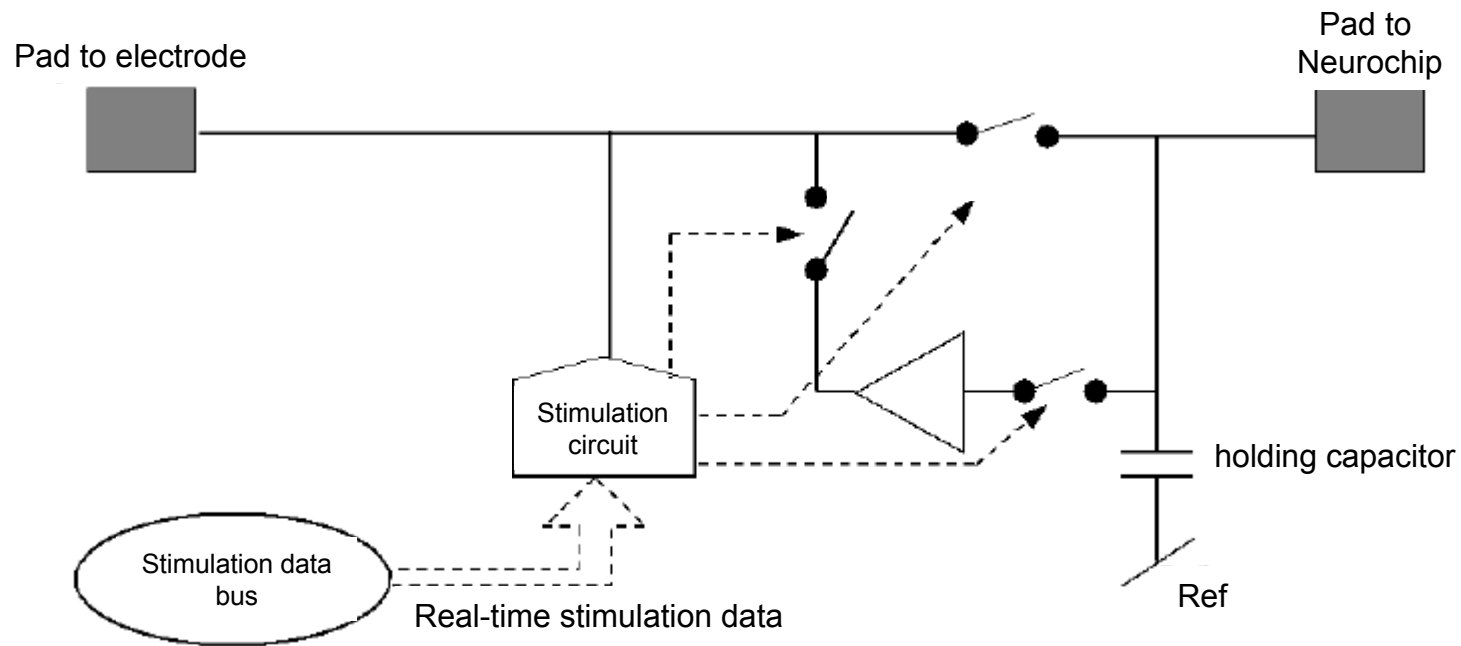 Pad to electrode
Pad to
Neurochip
Stimulation
circuit
holding capacitor
Stimulation data
bus
Real-time stimulation data
Ref